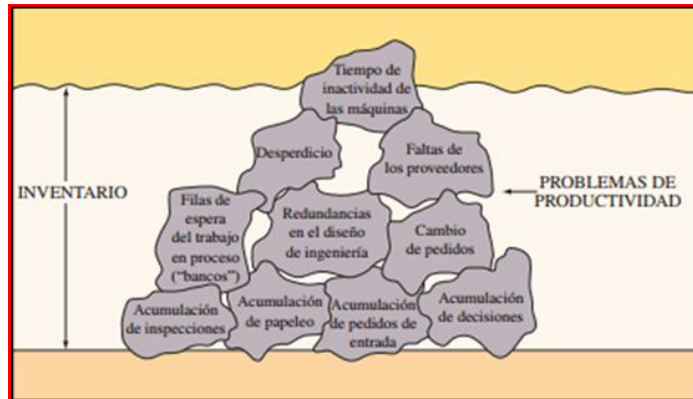 Tiempo de
inactividad de
las máquinas
Desperdicio
Faltas de
los proveedores
INVENTARIO
PROBLEMAS DE
PRODUCTIVIDAD
Filas de
espera
del trabajo
en proceso
(“bancos”)
Redundancias
en el diseño
de ingeniería
Cambio
de pedidos
Acumulación
de inspecciones
Acumulación
de papeleo
Acumulación
de pedidos de
entrada
Acumulación
de decisiones